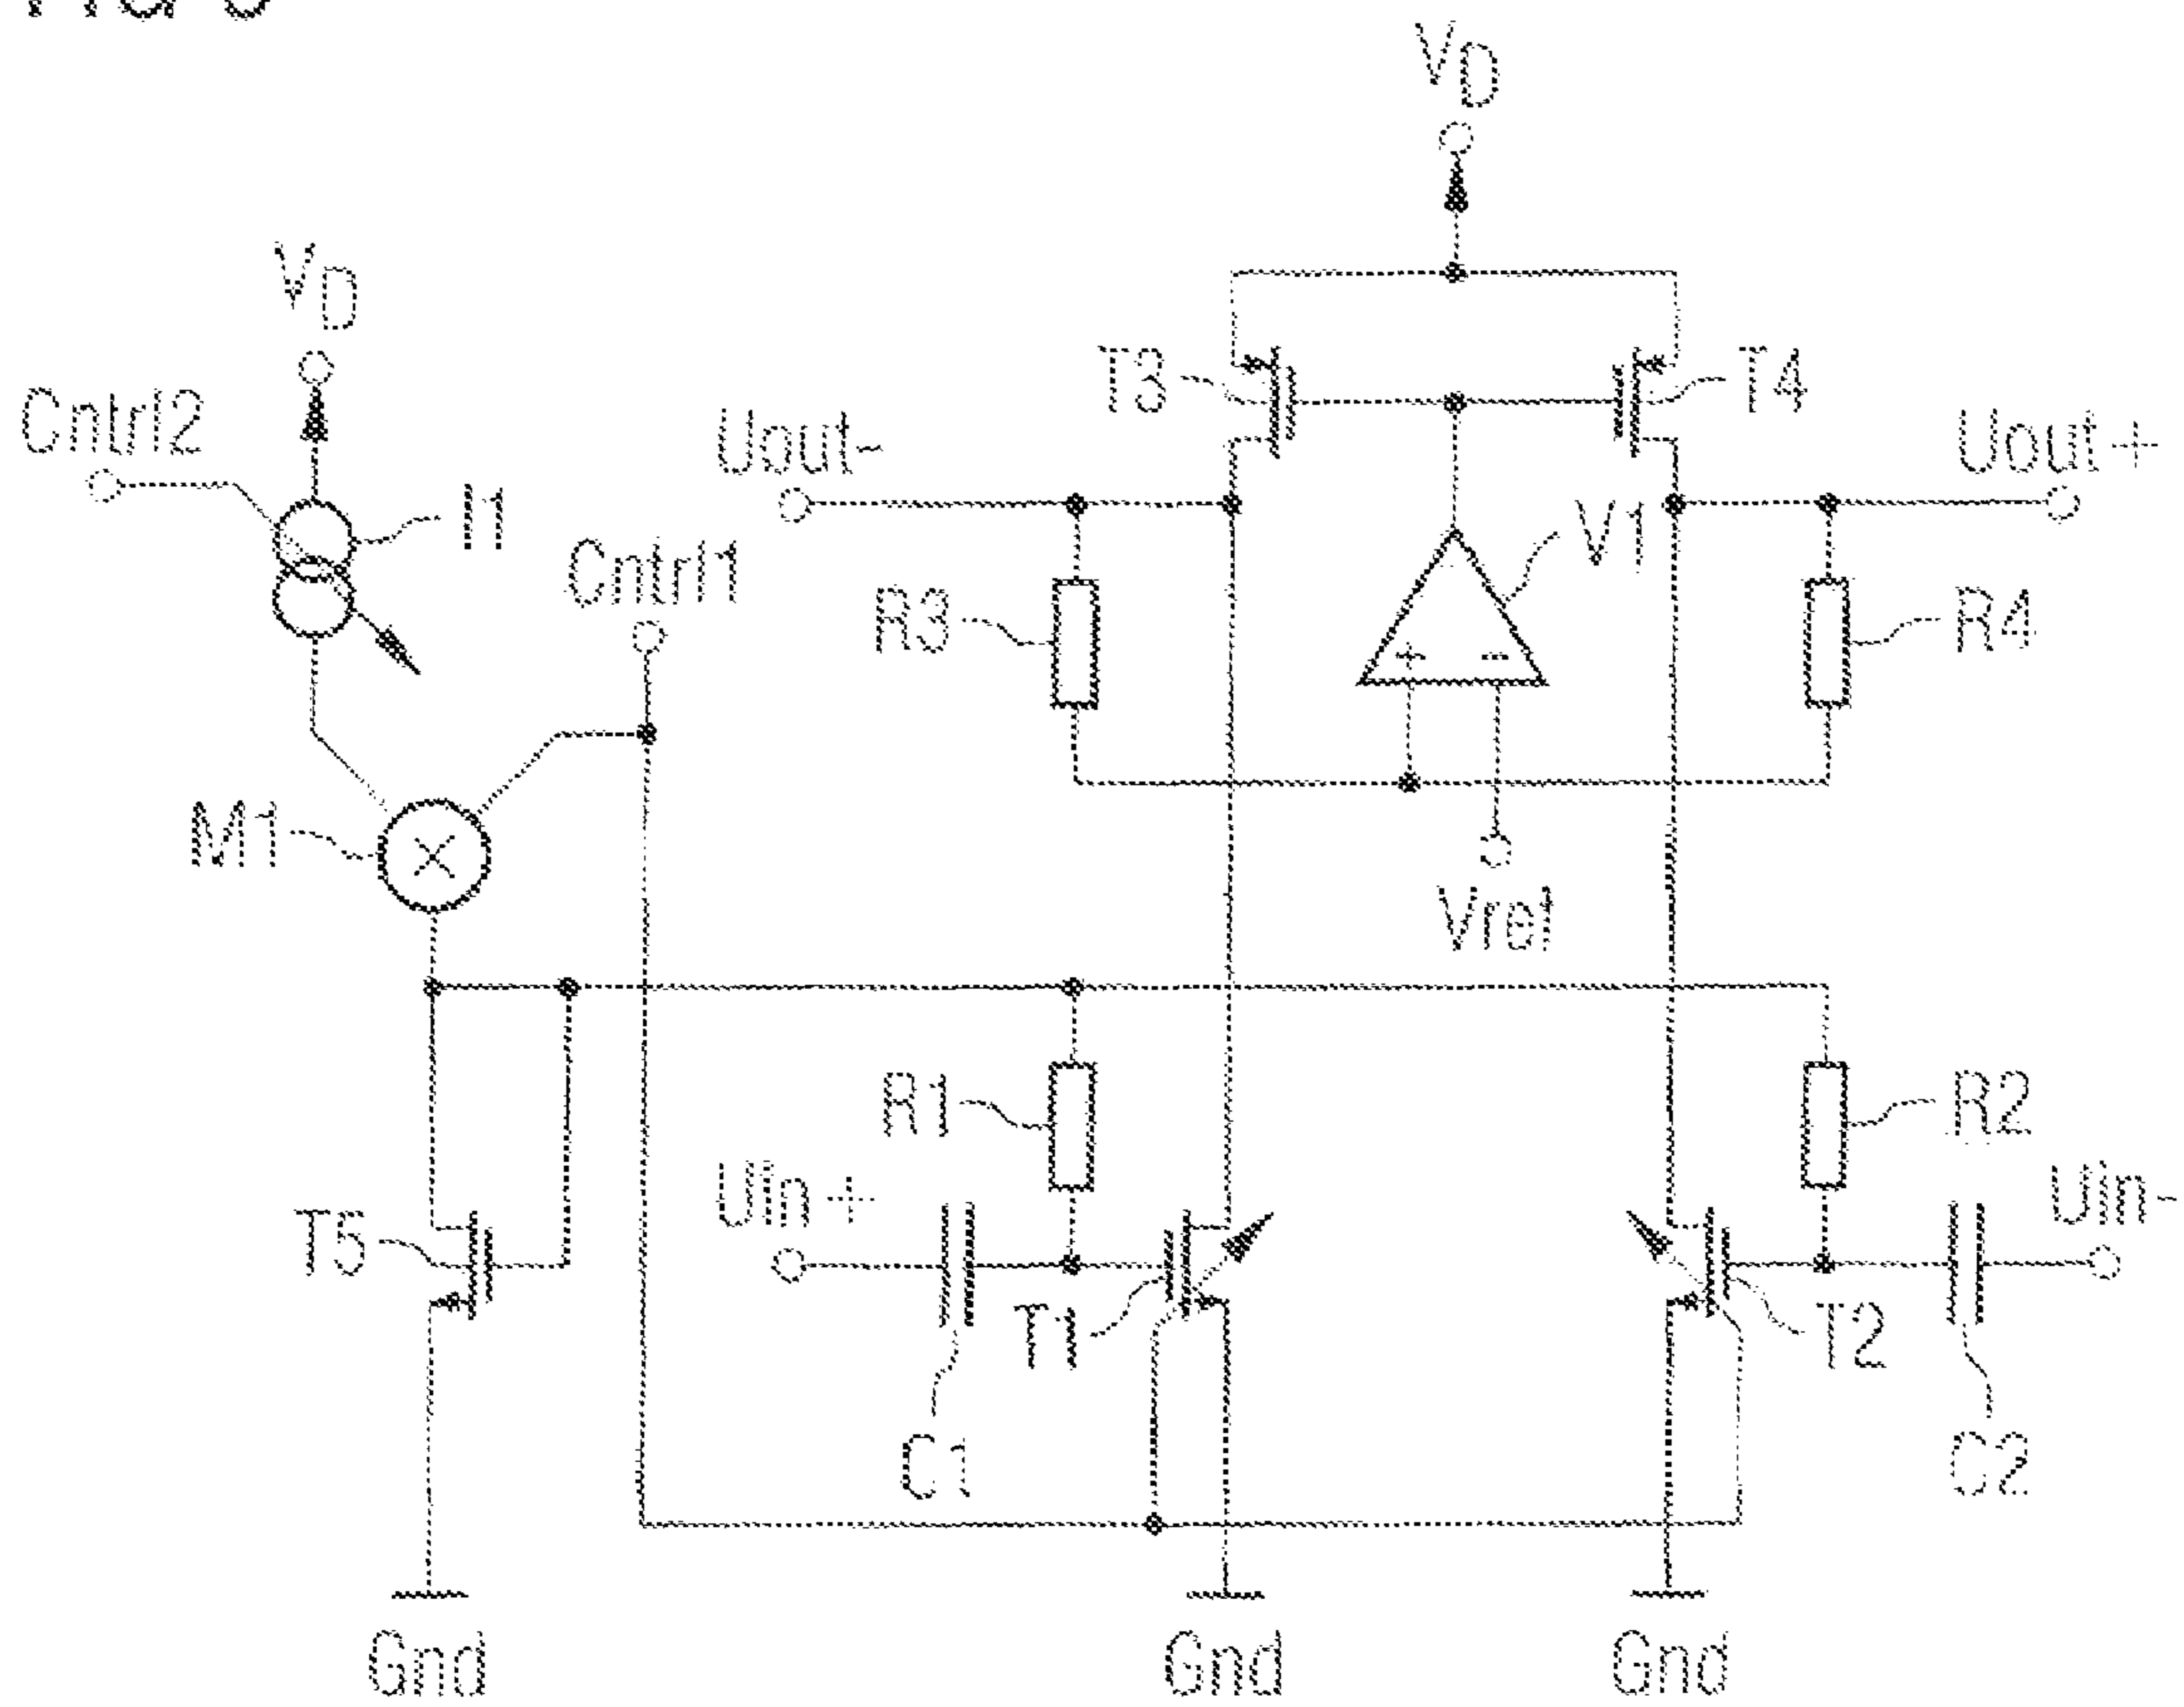 VD
VD
T3
T4
Cntrl2
Uout-
Uout+
I1
V1
Cntrl1
R3
R4
+ -
M1
Vref
R1
R2
Uin+
Uin-
T5
T1
T2
C1
C2
Gnd
Gnd
Gnd